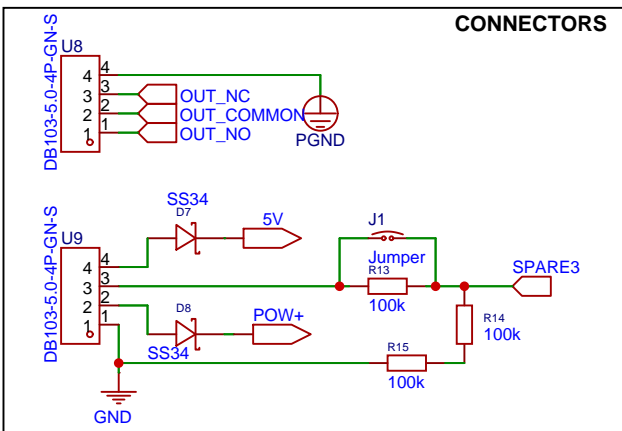 CONNECTORS
U8
DB103-5.0-4P-GN-S
4 4
3 3
2 2
1 1
OUT_NC
OUT_COMMON
OUT_NO
PGND
U9
DB103-5.0-4P-GN-S
4 4
3 3
2 2
1 1
SS34
D7
5V
J1
Jumper
R13
100k
SPARE3
D8
SS34
POW+
R14
100k
R15
100k
GND